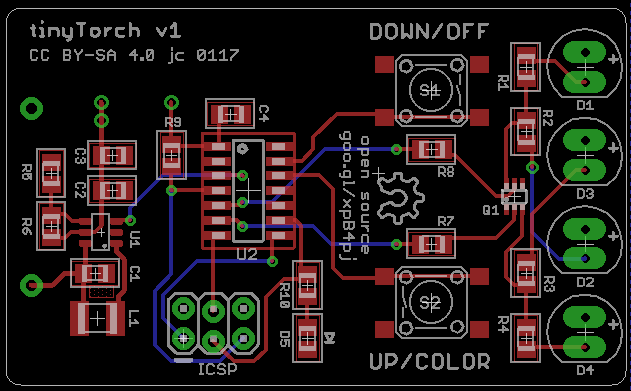 tinyTorch v1
CC BY-SA 4.0 jc 0117
DOWN/OFF
S1
C4
R9
C3
C2
R5
R6
U1
C1
L1
U2
ICSP
R10
D5
open source
goo.gl/xpB4pj
R8
R7
Q1
S2
UP/COLOR
R1
R2
R3
R4
D1
D3
D2
D4
+
+
+
+